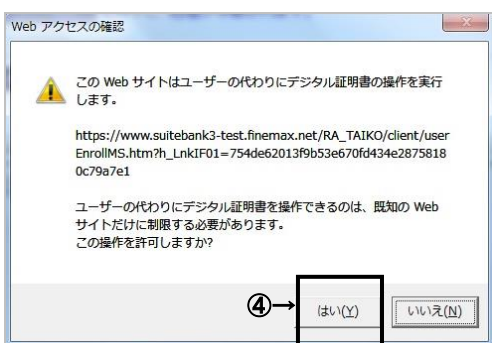 Web アクセスの確認
この Web サイトはユーザーの代わりにデジタル証明書の操作を実行
します。
https://www.suitebank3-test.finemax.net/RA_TAIKO/client/user
EnrollMS.htm?h_LnkIF01=754de62013f9b53e670fd434e2875818
0c79a7e1
ユーザーの代わりにデジタル証明書を操作できるのは、既知の Web
サイトだけに制限する必要があります。
この操作を許可しますか?
④→ はい(Y) いいえ(N)